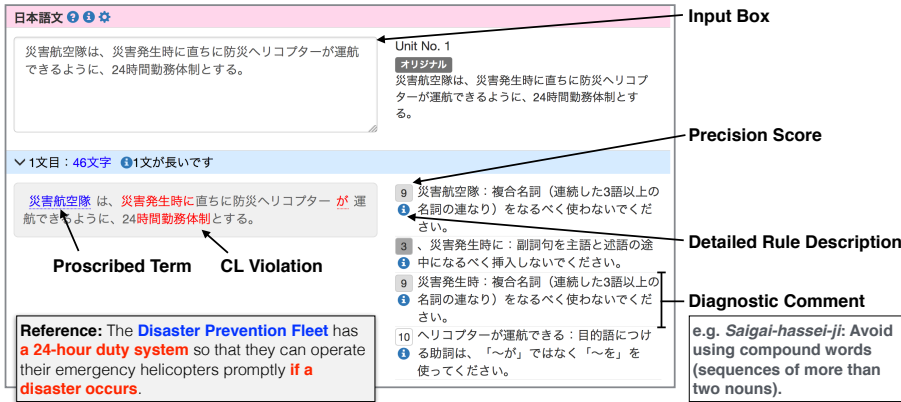 日本語文
災害航空隊は、災害発生時に直ちに防災ヘリコプターが運航
できるように、24時間勤務体制とする。
Unit No. 1
オリジナル
災害航空隊は、災害発生時に直ちに防災ヘリコプ
ターが運航できるように、24時間勤務体制とす
る。
Input Box
1文目：46文字 1文が長いです
災害航空隊 は、災害発生時に直ちに防災ヘリコプター が 運
航できるように、24時間勤務体制とする。
Proscribed Term
CL Violation
9 災害航空隊：複合名詞（連続した3語以上の
名詞の連なり）をなるべく使わないでくだ
さい。
3 、災害発生時に：副詞句を主語と述語の途
中になるべく挿入しないでください。
9 災害発生時：複合名詞（連続した3語以上の
名詞の連なり）をなるべく使わないでくだ
さい。
10 ヘリコプターが運航できる：目的語につけ
る助詞は、「〜が」ではなく「〜を」を
使ってください。
Precision Score
Detailed Rule Description
Diagnostic Comment
e.g. Saigai-hassei-ji: Avoid
using compound words
(sequences of more than
two nouns).
Reference: The Disaster Prevention Fleet has
a 24-hour duty system so that they can operate
their emergency helicopters promptly if a
disaster occurs.